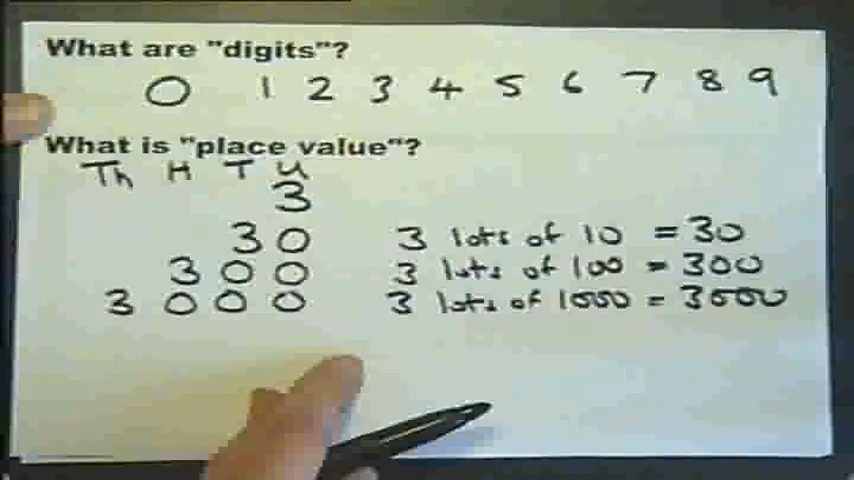 What are "digits"?
0 1 2 3 4 5 6 7 8 9
What is "place value"?
Th H T U
3
3 0 3 lots of 10 = 30
3 0 0 3 lots of 100 = 300
3 0 0 0 3 lots of 1000 = 3000